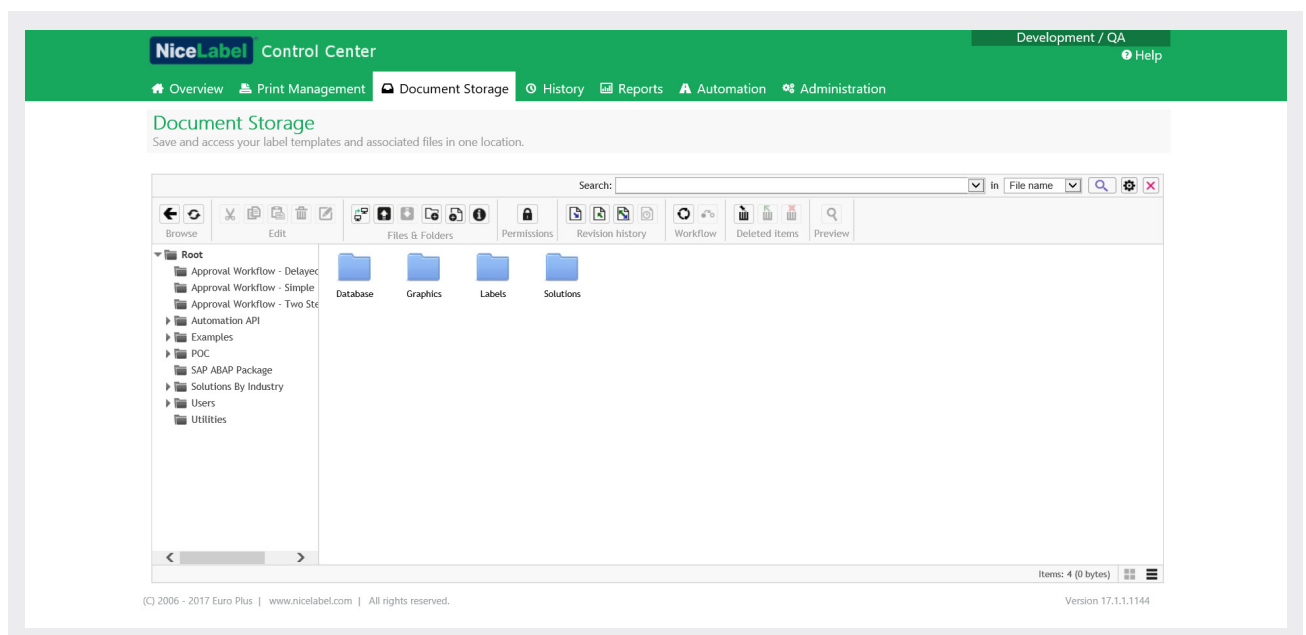 Development / QA
NiceLabel Control Center
Help
Overview Print Management Document Storage History Reports Automation Administration
Document Storage
Save and access your label templates and associated files in one location.
Search: in File name
Browse Edit Files & Folders Permissions Revision history Workflow Deleted items Preview
Root
Approval Workflow - Delayed
Approval Workflow - Simple
Approval Workflow - Two Ste
Automation API
Examples
POC
SAP ABAP Package
Solutions By Industry
Users
Utilities
Database Graphics Labels Solutions
Items: 4 (0 bytes)
(C) 2006 - 2017 Euro Plus | www.nicelabel.com | All rights reserved.
Version 17.1.1.1144